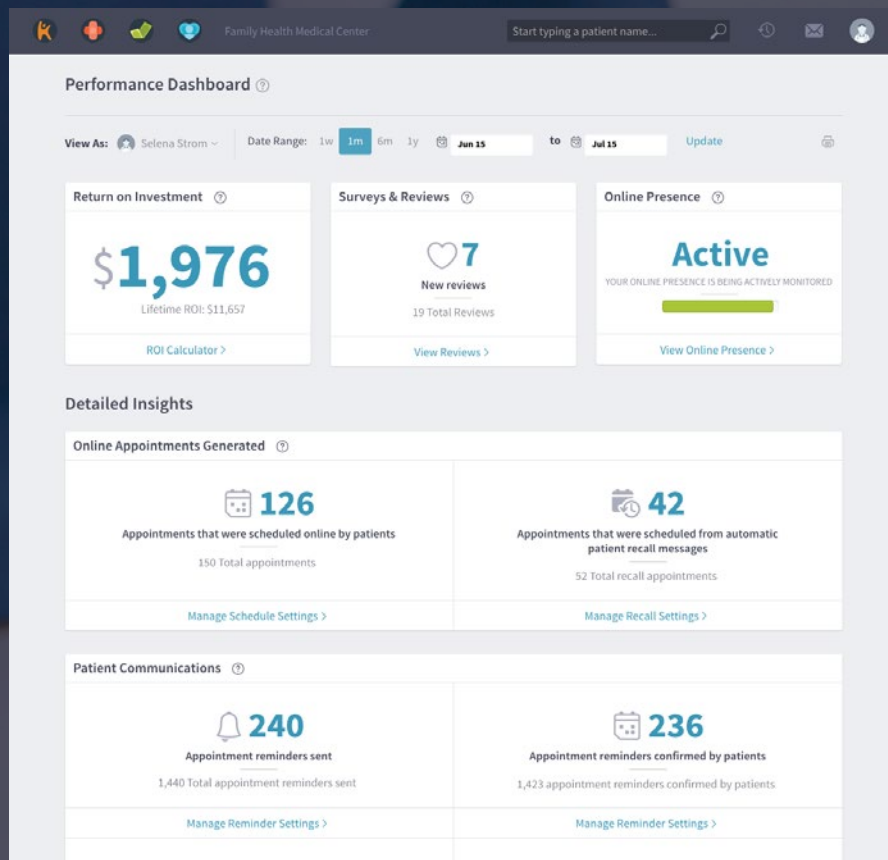 Family Health Medical Center
Start typing a patient name...
Performance Dashboard ?
View As: Selena Strom Date Range: 1w 1m 6m 1y Jun 15 to Jul 15 Update
Return on Investment ?
$1,976
Lifetime ROI: $11,657
ROI Calculator >
Surveys & Reviews ?
7
New reviews
19 Total Reviews
View Reviews >
Online Presence ?
Active
YOUR ONLINE PRESENCE IS BEING ACTIVELY MONITORED
View Online Presence >
Detailed Insights
Online Appointments Generated ?
126
Appointments that were scheduled online by patients
150 Total appointments
Manage Schedule Settings >
42
Appointments that were scheduled from automatic
patient recall messages
52 Total recall appointments
Manage Recall Settings >
Patient Communications ?
240
Appointment reminders sent
1,440 Total appointment reminders sent
Manage Reminder Settings >
236
Appointment reminders confirmed by patients
1,423 appointment reminders confirmed by patients
Manage Reminder Settings >